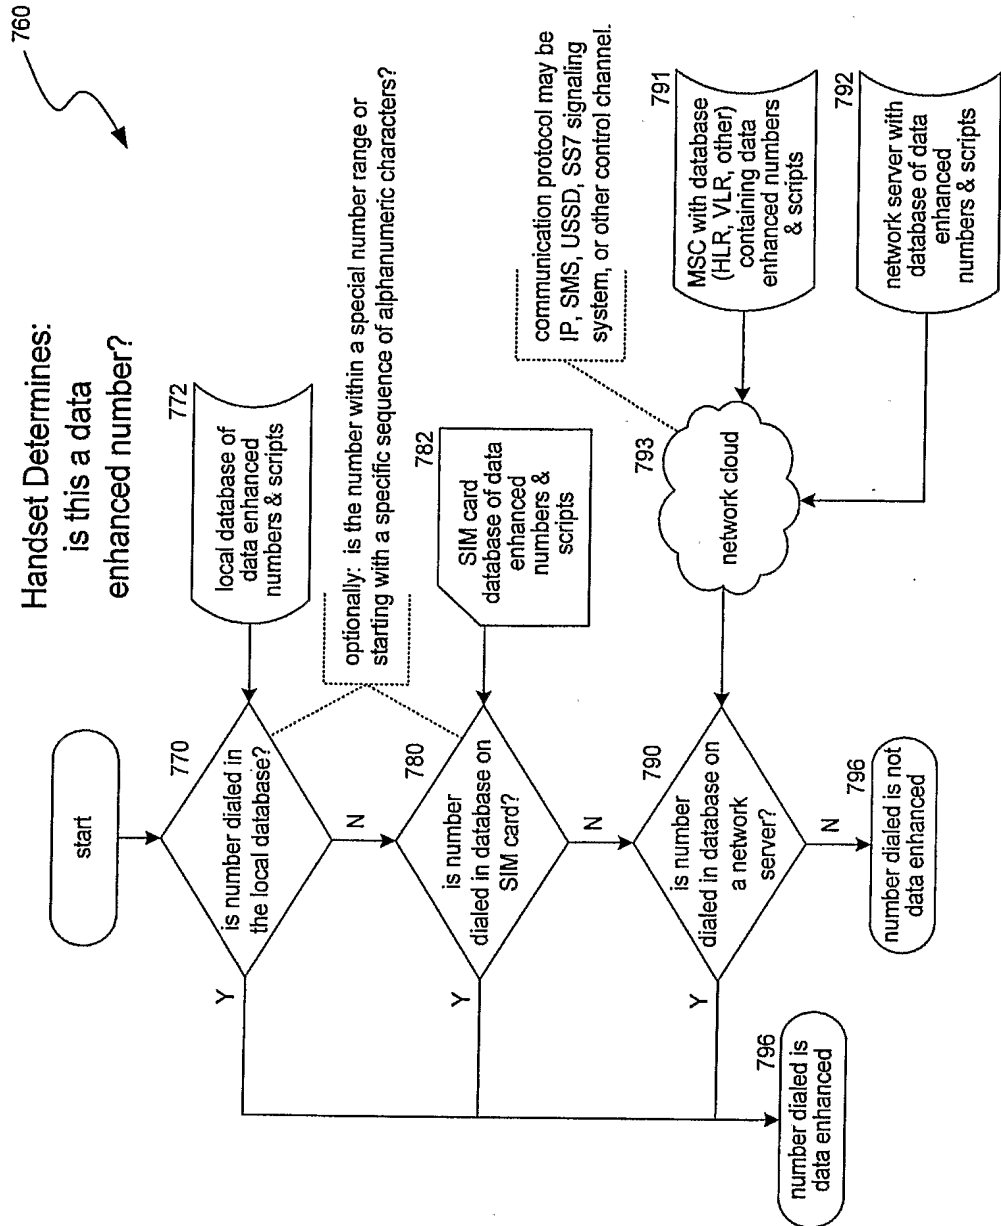 760
Handset Determines:
is this a data
enhanced number?
start
770
is number dialed in
the local database?
772
local database of
data enhanced
numbers & scripts
optionally: is the number within a special number range or
starting with a specific sequence of alphanumeric characters?
Y
N
780
is number
dialed in database on
SIM card?
782
SIM card
database of data
enhanced
numbers &
scripts
Y
N
790
is number
dialed in database on
a network
server?
793
network cloud
communication protocol may be
IP, SMS, USSD, SS7 signaling
system, or other control channel.
791
MSC with database
(HLR, VLR, other)
containing data
enhanced numbers
& scripts
792
network server with
database of data
enhanced
numbers & scripts
Y
N
796
number dialed is
data enhanced
796
number dialed is not
data enhanced